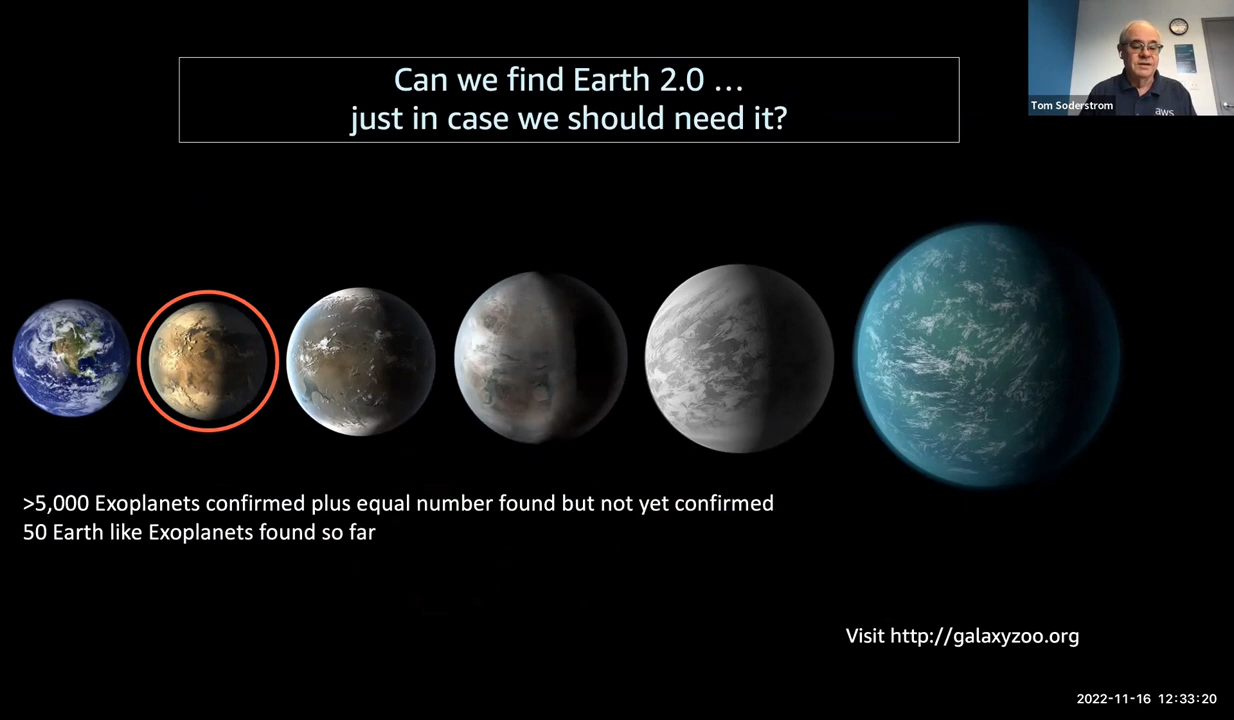 Can we find Earth 2.0 ...
just in case we should need it?
Tom Soderstrom
aws
>5,000 Exoplanets confirmed plus equal number found but not yet confirmed
50 Earth like Exoplanets found so far
Visit http://galaxyzoo.org
2022-11-16 12:33:20